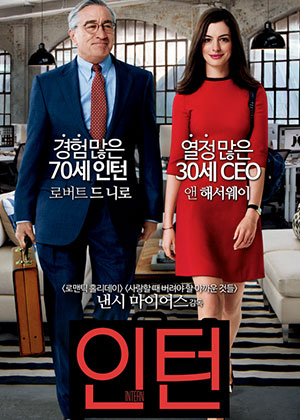 경험 많은
70세 인턴
로버트 드 니로
열정 많은
30세 CEO
앤 해서웨이
<로맨틱 홀리데이> <사랑할 때 버려야 할 아까운 것들>
낸시 마이어스 감독
인턴
INTERN